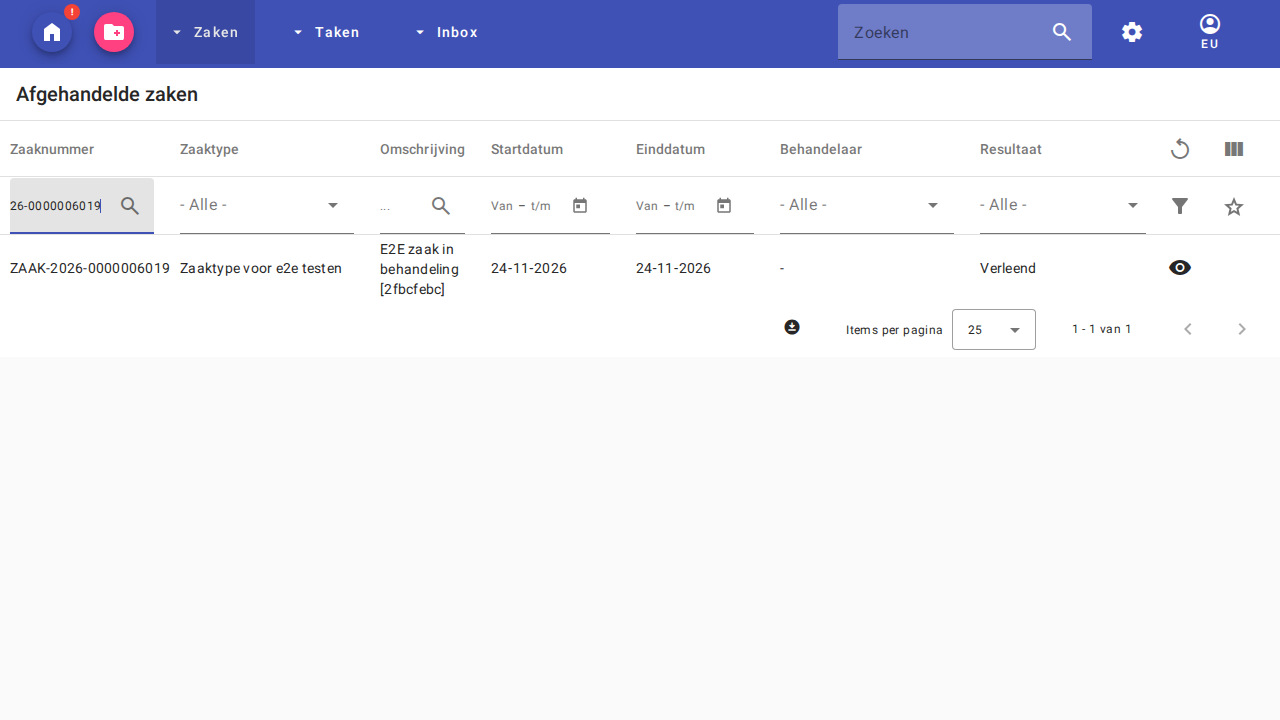 !
Zaken
Taken
Inbox
Zoeken
EU
Afgehandelde zaken
Zaaknummer Zaaktype Omschrijving Startdatum Einddatum Behandelaar Resultaat
26-0000006019 - Alle - ... Van – t/m Van – t/m - Alle - - Alle -
ZAAK-2026-0000006019 Zaaktype voor e2e testen E2E zaak in
behandeling
[2fbcfebc] 24-11-2026 24-11-2026 - Verleend
Items per pagina 25 1 - 1 van 1